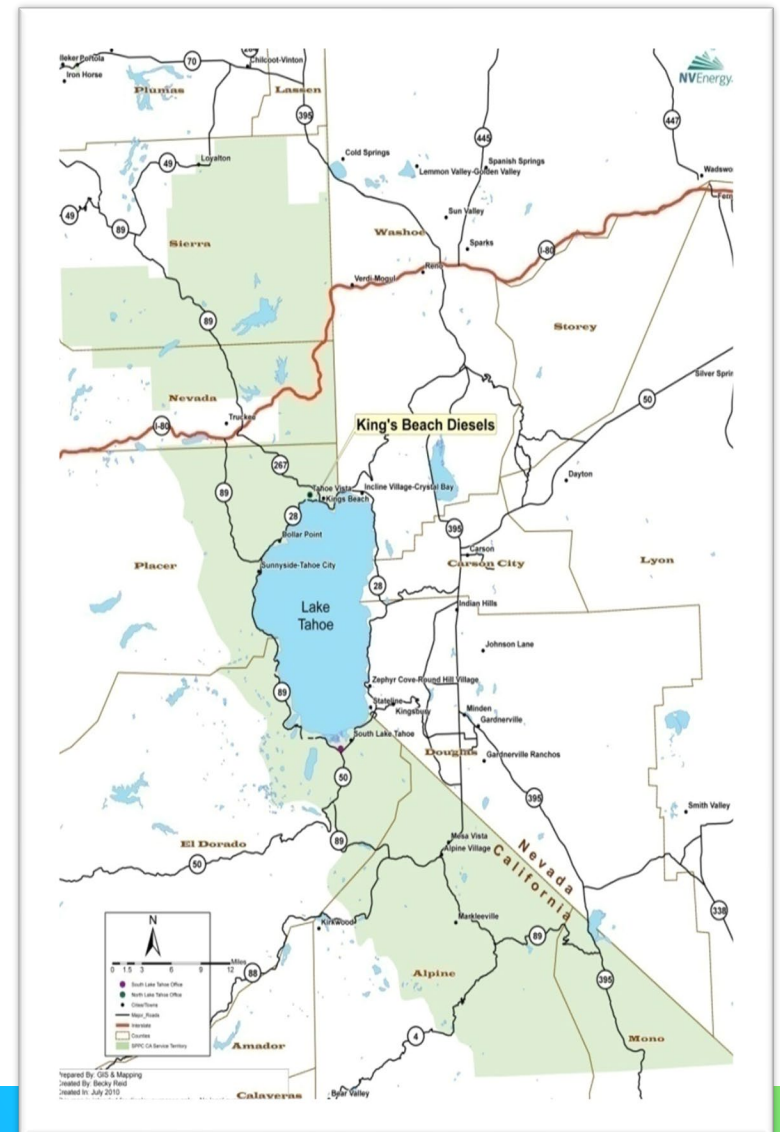 NVEnergy
Portola
Iron Horse
70
Chilcoot-Vinton
Plumas
Lassen
395
445
447
Cold Springs
Spanish Springs
Lemmon Valley-Golden Valley
Wadswo
49
Loyalton
49
89
Sierra
Washoe
Sun Valley
Sparks
I-80
Reno
Verdi-Mogul
Storey
89
Silver Sprin
50
Nevada
I-80
Truckee
King's Beach Diesels
267
89
Dayton
Tahoe Vista
Incline Village-Crystal Bay
Kings Beach
28
395
Dollar Point
Carson
Carson City
Lyon
Placer
Sunnyside-Tahoe City
28
Lake
Tahoe
Indian Hills
Johnson Lane
Zephyr Cove-Round Hill Village
89
Stateline
Kingsbury
Minden
Gardnerville
South Lake Tahoe
Douglas
Gardnerville Ranchos
50
395
Smith Valley
89
El Dorado
50
Mesa Vista
Alpine Village
Nevada
California
Markleeville
Kirkwood
338
89
N
0 1.5 3 6 9 12
Miles
88
Alpine
395
South Lake Tahoe Office
North Lake Tahoe Office
Cities/Towns
Major_Roads
Interstate
Counties
SPPC CA Service Territory
Amador
4
Mono
Prepared By: GIS & Mapping
Created By: Becky Reid
Created In: July 2010
Calaveras
Bear Valley